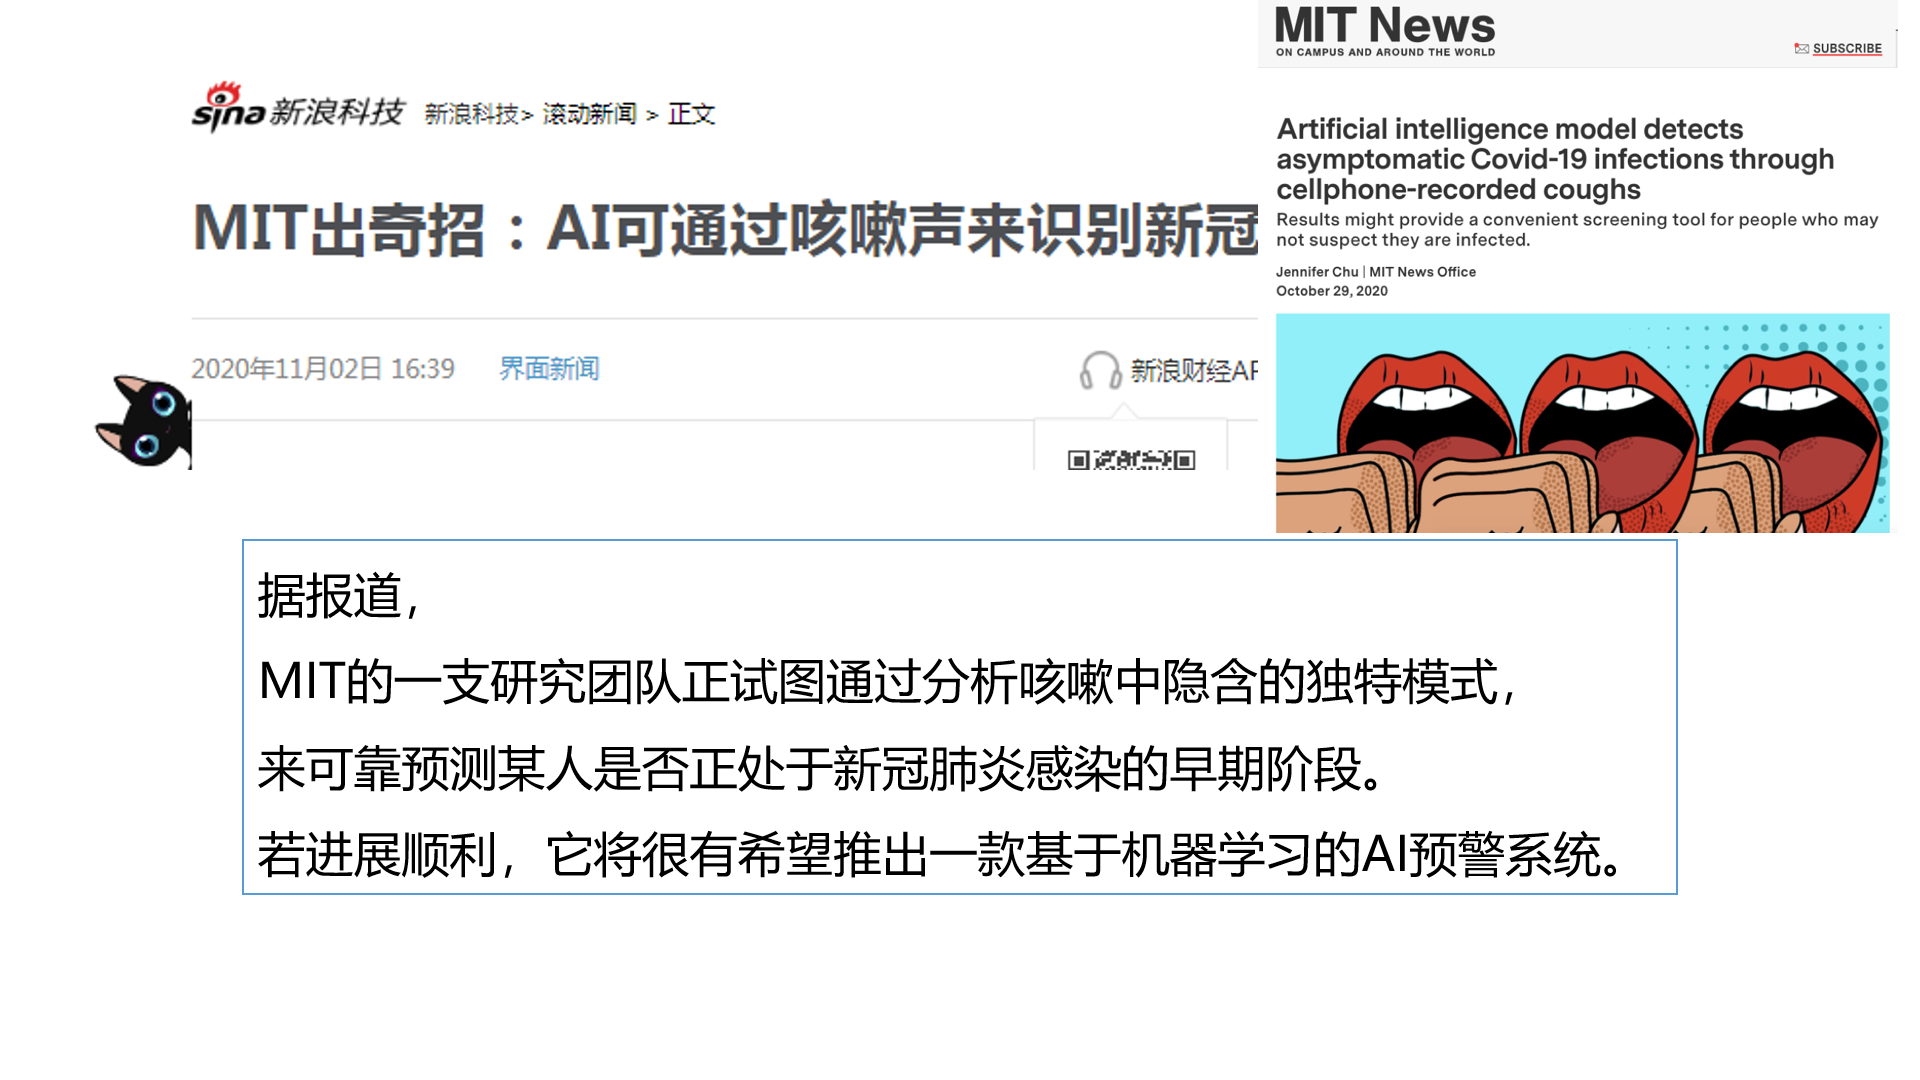 MIT News
ON CAMPUS AND AROUND THE WORLD
SUBSCRIBE
sina新浪科技 新浪科技> 滚动新闻 > 正文
MIT出奇招：AI可通过咳嗽声来识别新冠
2020年11月02日 16:39 界面新闻
新浪财经AP
Artificial intelligence model detects
asymptomatic Covid-19 infections through
cellphone-recorded coughs
Results might provide a convenient screening tool for people who may
not suspect they are infected.
Jennifer Chu | MIT News Office
October 29, 2020
据报道，
MIT的一支研究团队正试图通过分析咳嗽中隐含的独特模式，
来可靠预测某人是否正处于新冠肺炎感染的早期阶段。
若进展顺利，它将很有希望推出一款基于机器学习的AI预警系统。